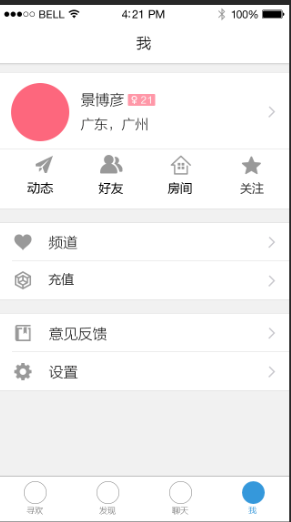 BELL 4:21 PM 100%
我
景博彦 ♀ 21
广东，广州
动态 好友 房间 关注
频道
充值
意见反馈
设置
寻欢 发现 聊天 我